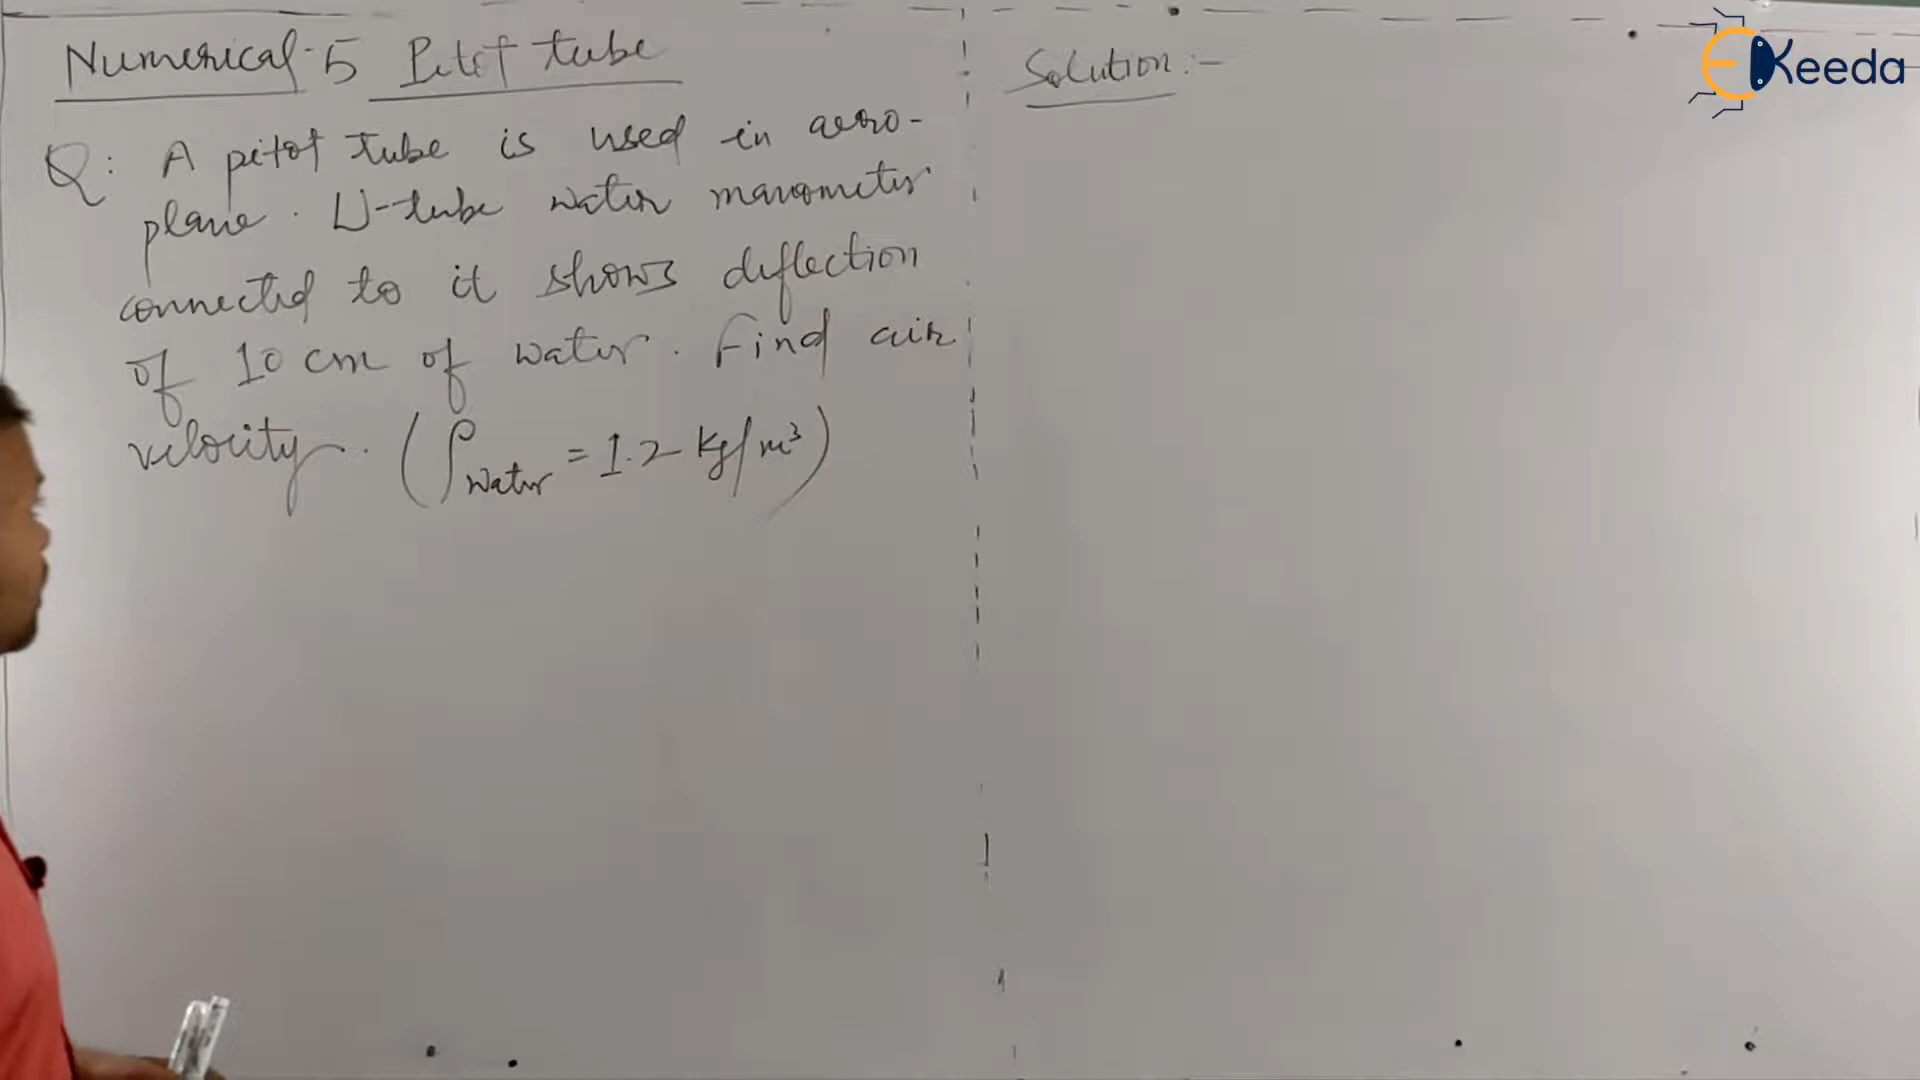 Numerical-5 Pitot tube
Q: A pitot tube is used in aero-
plane. U-tube water manometer
connected to it shows deflection
of 10 cm of water. Find air
velocity. (ρwater = 1.2 kg/m³)
Solution:-
EKeeda